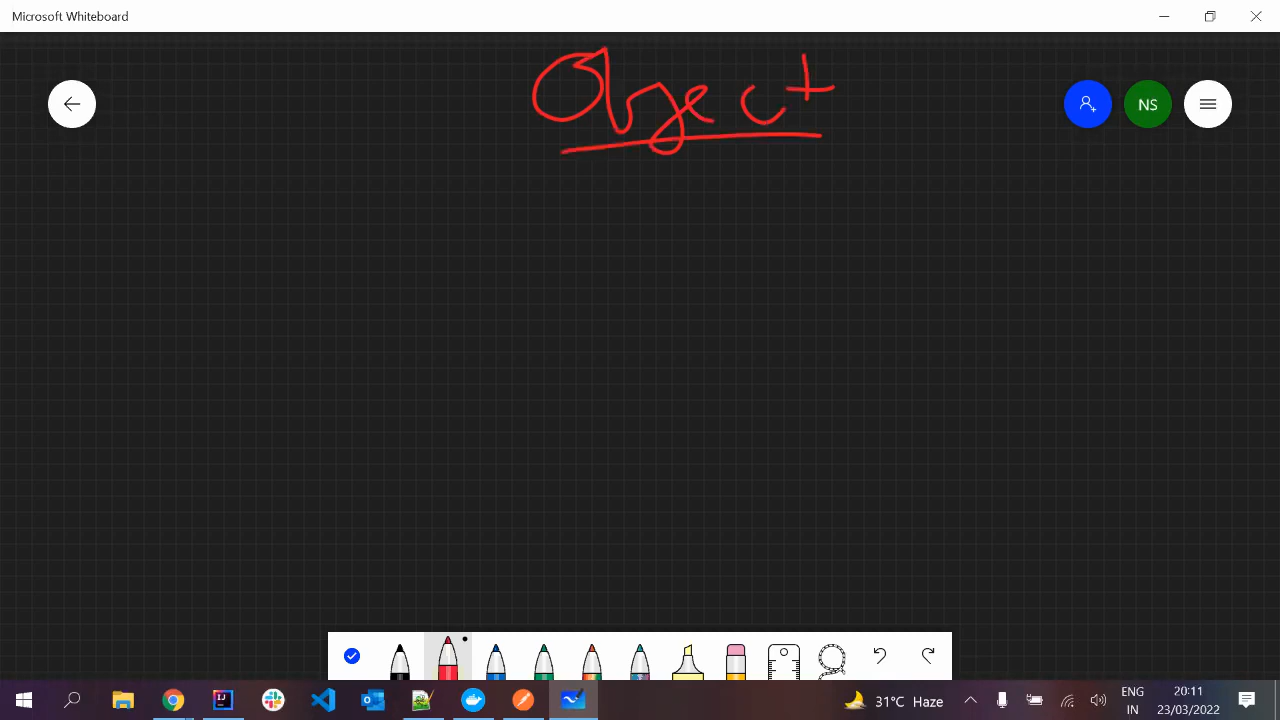 Microsoft Whiteboard
Object
NS
31°C Haze
ENG
IN
20:11
23/03/2022